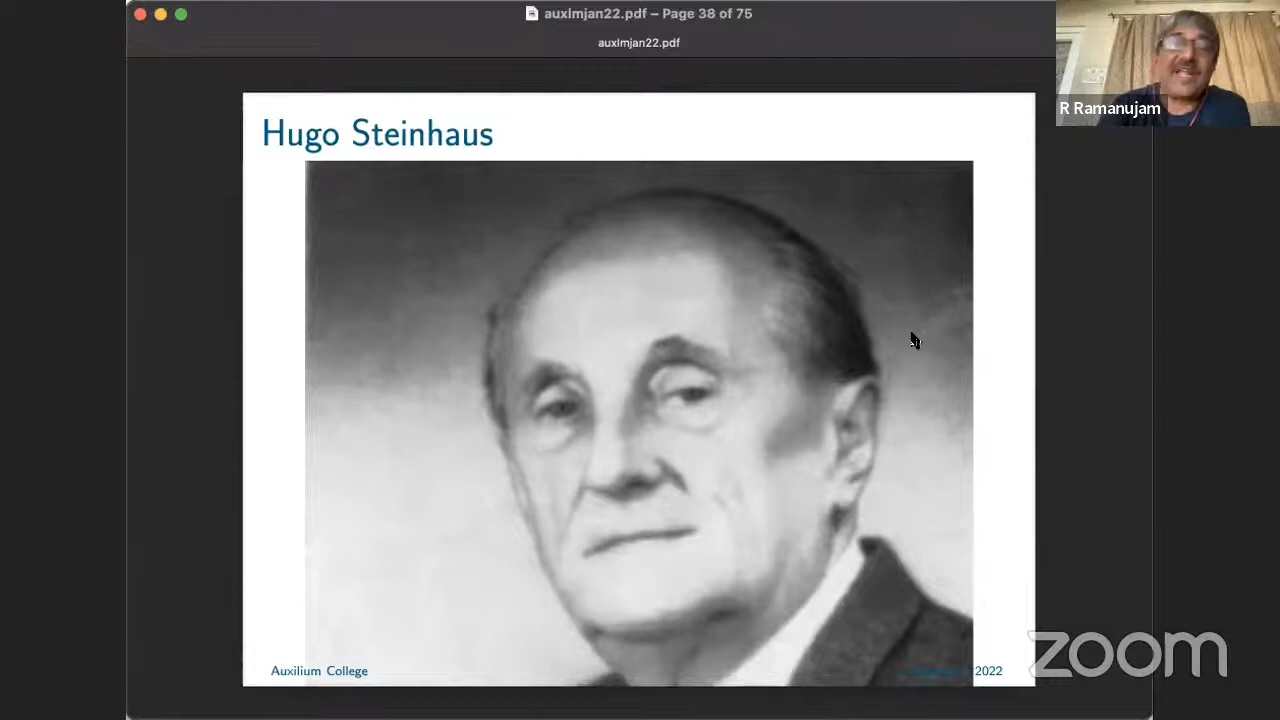 auxlmjan22.pdf – Page 38 of 75
auxlmjan22.pdf
R Ramanujam
Hugo Steinhaus
Auxilium College
2022
zoom